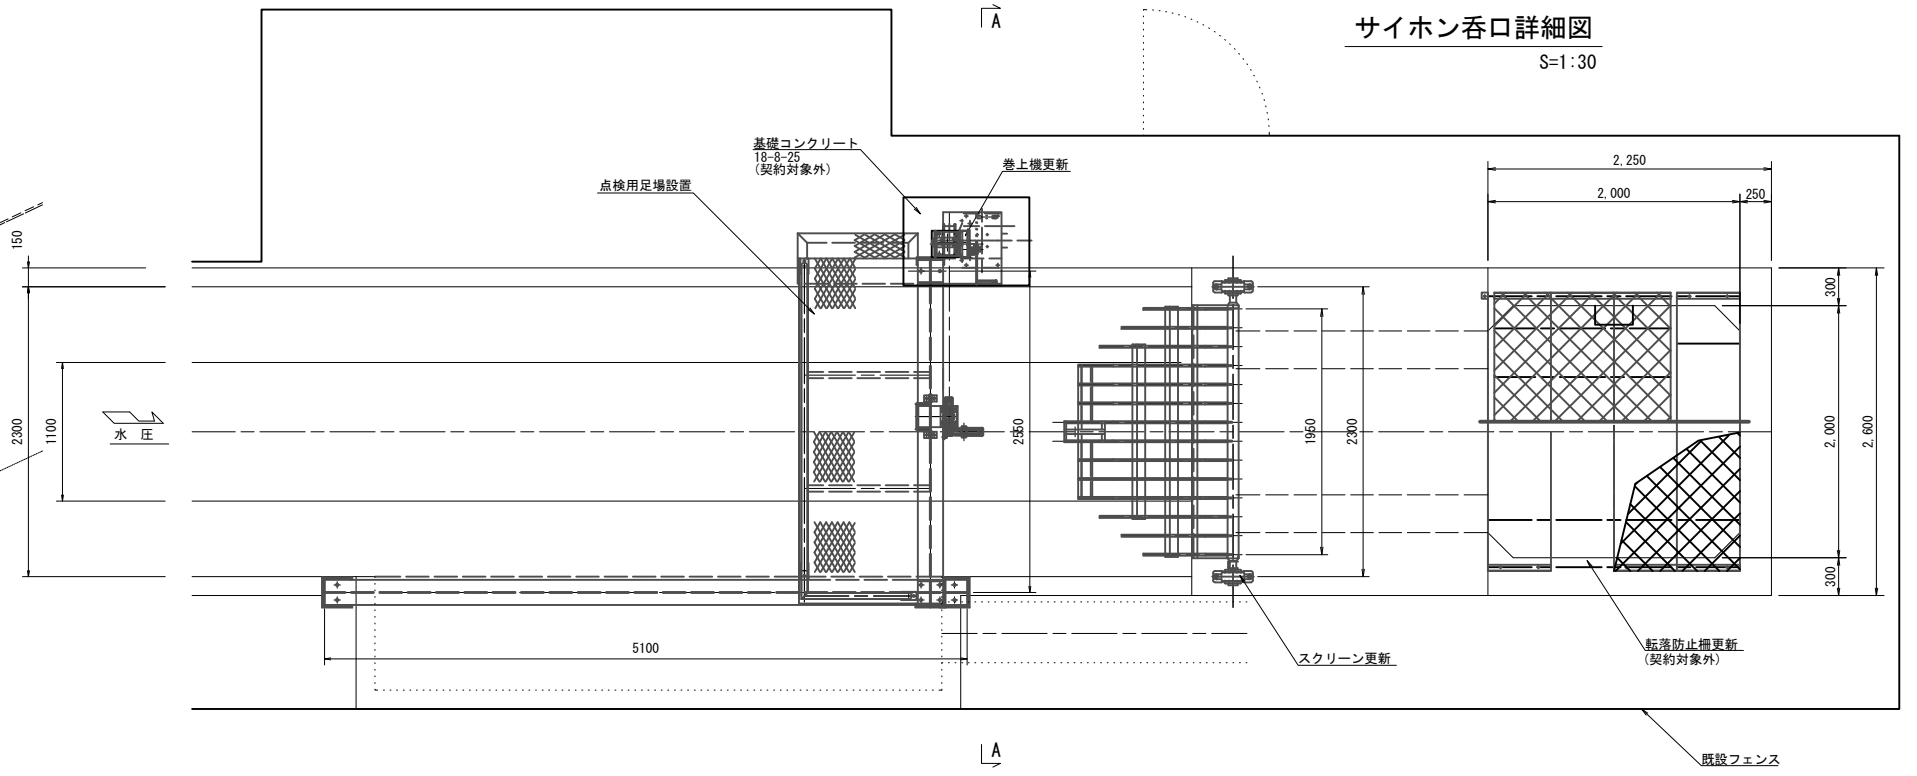 サイホン呑口詳細図
S=1:30
A
基礎コンクリート
18-8-25
(契約対象外)
巻上機更新
点検用足場設置
2,250
2,000
250
150
2300
1100
水 圧
2550
1950
2300
300
2,000
2,600
300
5100
スクリーン更新
転落防止柵更新
(契約対象外)
A
既設フェンス